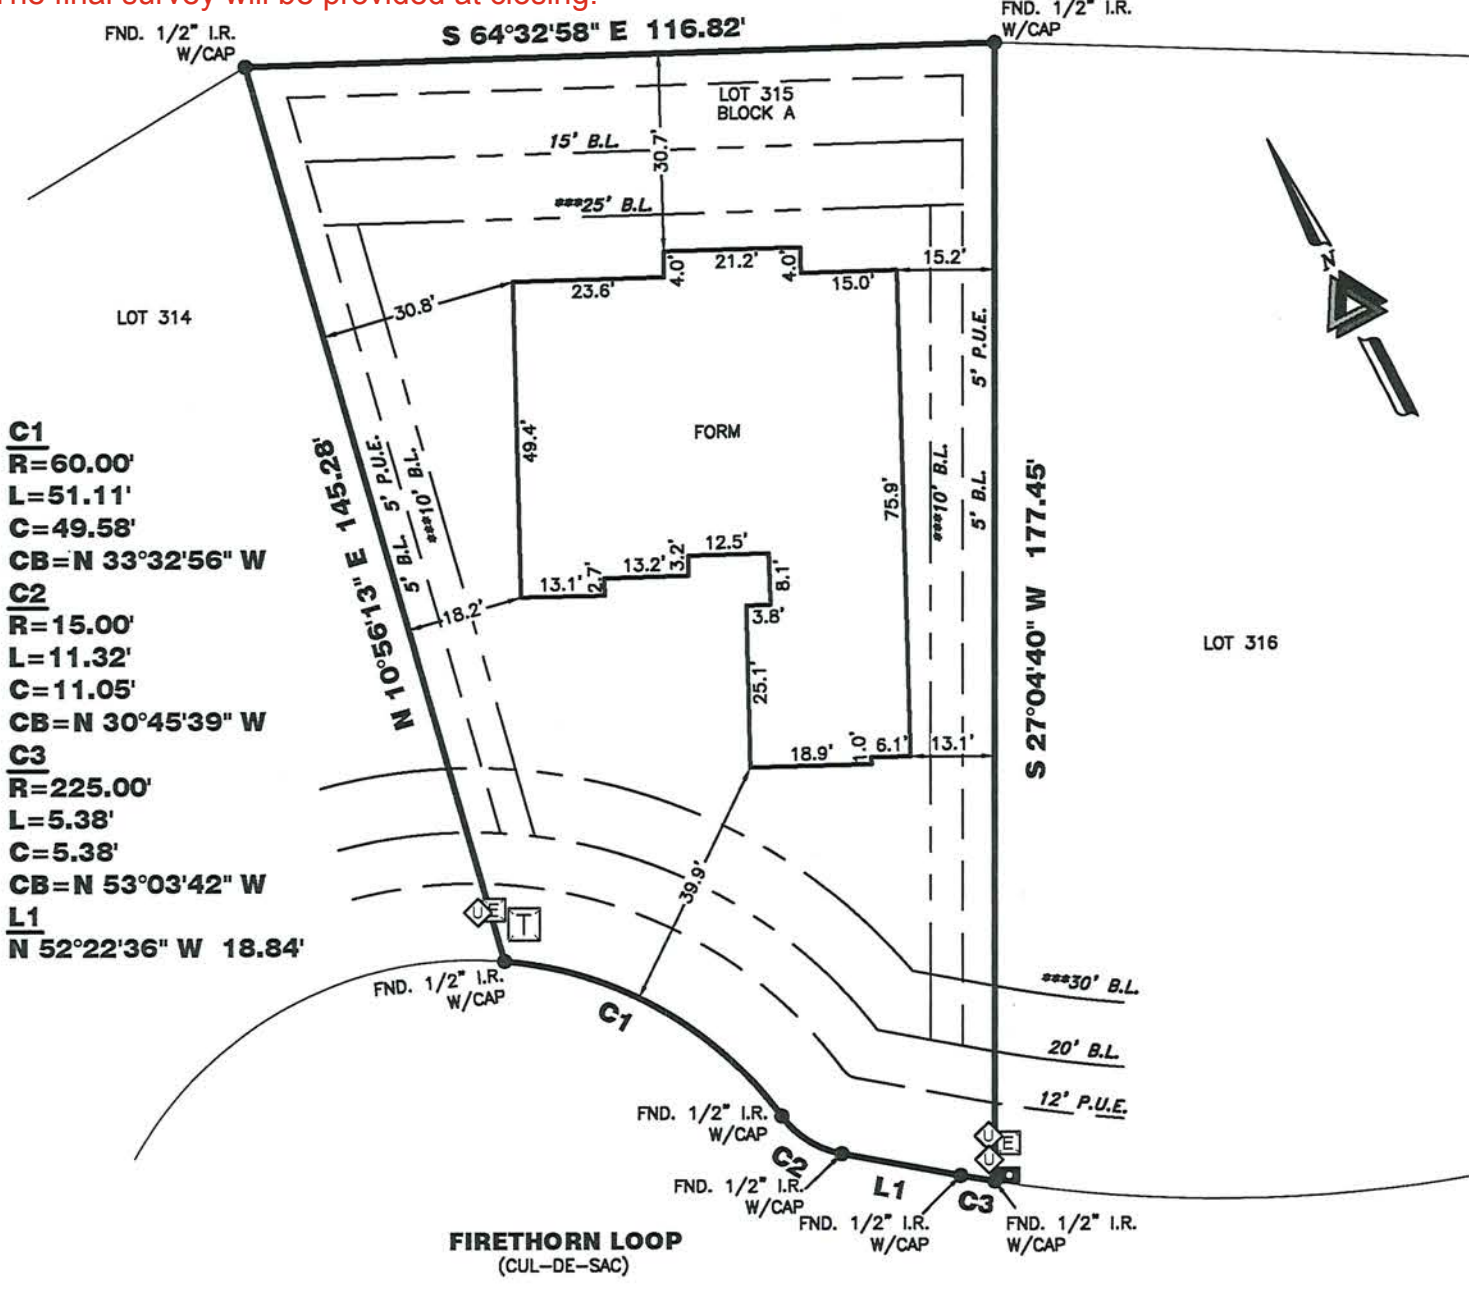 The final survey will be provided at closing.
FND. 1/2" I.R.
W/CAP
S 64°32'58" E 116.82'
FND. 1/2" I.R.
W/CAP
LOT 315
BLOCK A
15' B.L.
30.7'
***25' B.L.
N
15.2'
4.0'
21.2'
4.0'
23.6'
15.0'
30.8'
LOT 314
5' P.U.E.
FORM
49.4'
75.9'
***10' B.L.
5' B.L.
S 27°04'40" W 177.45'
N 10°56'13" E 145.28'
5' B.L.
5' P.U.E.
***10' B.L.
C1
R=60.00'
L=51.11'
C=49.58'
CB=N 33°32'56" W
C2
R=15.00'
L=11.32'
C=11.05'
CB=N 30°45'39" W
C3
R=225.00'
L=5.38'
C=5.38'
CB=N 53°03'42" W
L1
N 52°22'36" W 18.84'
12.5'
3.2'
13.2'
2.7'
13.1'
8.1'
3.8'
18.2'
25.1'
LOT 316
18.9'
1.0'
6.1'
13.1'
39.9'
U
E
T
FND. 1/2" I.R.
W/CAP
C1
***30' B.L.
20' B.L.
12' P.U.E.
FND. 1/2" I.R.
W/CAP
U
E
U
C2
FND. 1/2" I.R.
W/CAP
L1
C3
FND. 1/2" I.R.
W/CAP
FND. 1/2" I.R.
W/CAP
FIRETHORN LOOP
(CUL-DE-SAC)